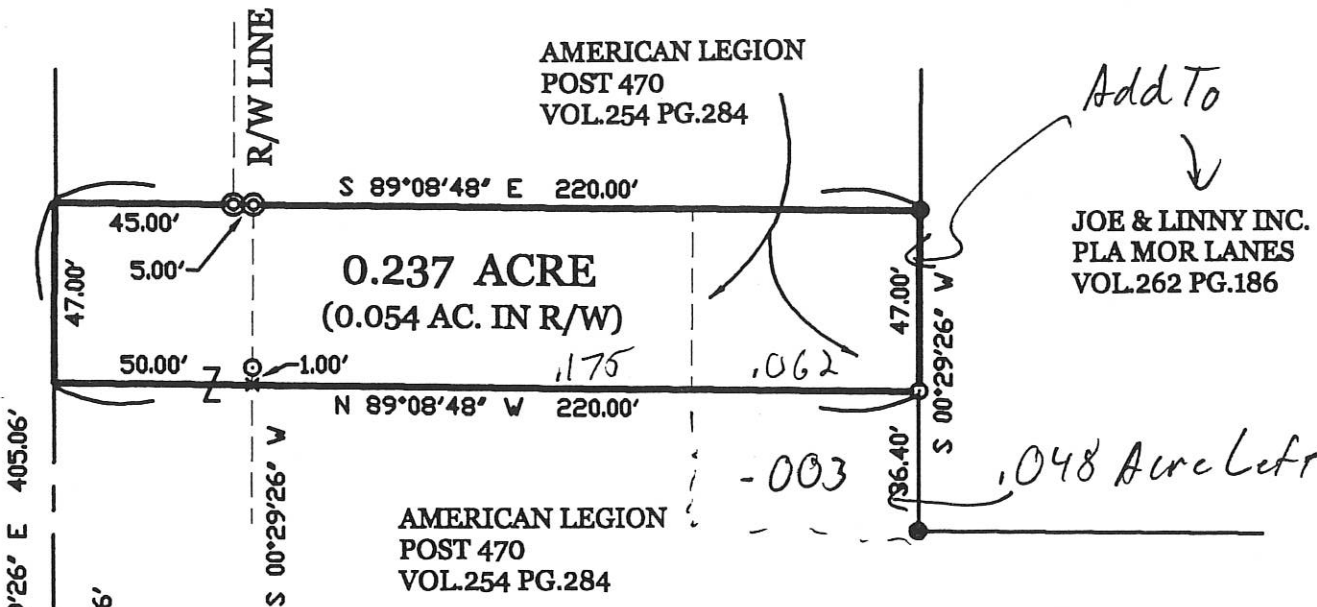 R/W LINE
AMERICAN LEGION
POST 470
VOL.254 PG.284
Add To
JOE & LINNY INC.
PLA MOR LANES
VOL.262 PG.186
S 89°08'48" E 220.00'
45.00'
5.00'
47.00'
0.237 ACRE
(0.054 AC. IN R/W)
47.00'
S 00°29'26" W
50.00'
1.00'
.175
.062
N 89°08'48" W 220.00'
S 00°29'26" W
-003
36.40'
.048 Acre Left
AMERICAN LEGION
POST 470
VOL.254 PG.284
26" E 405.06'